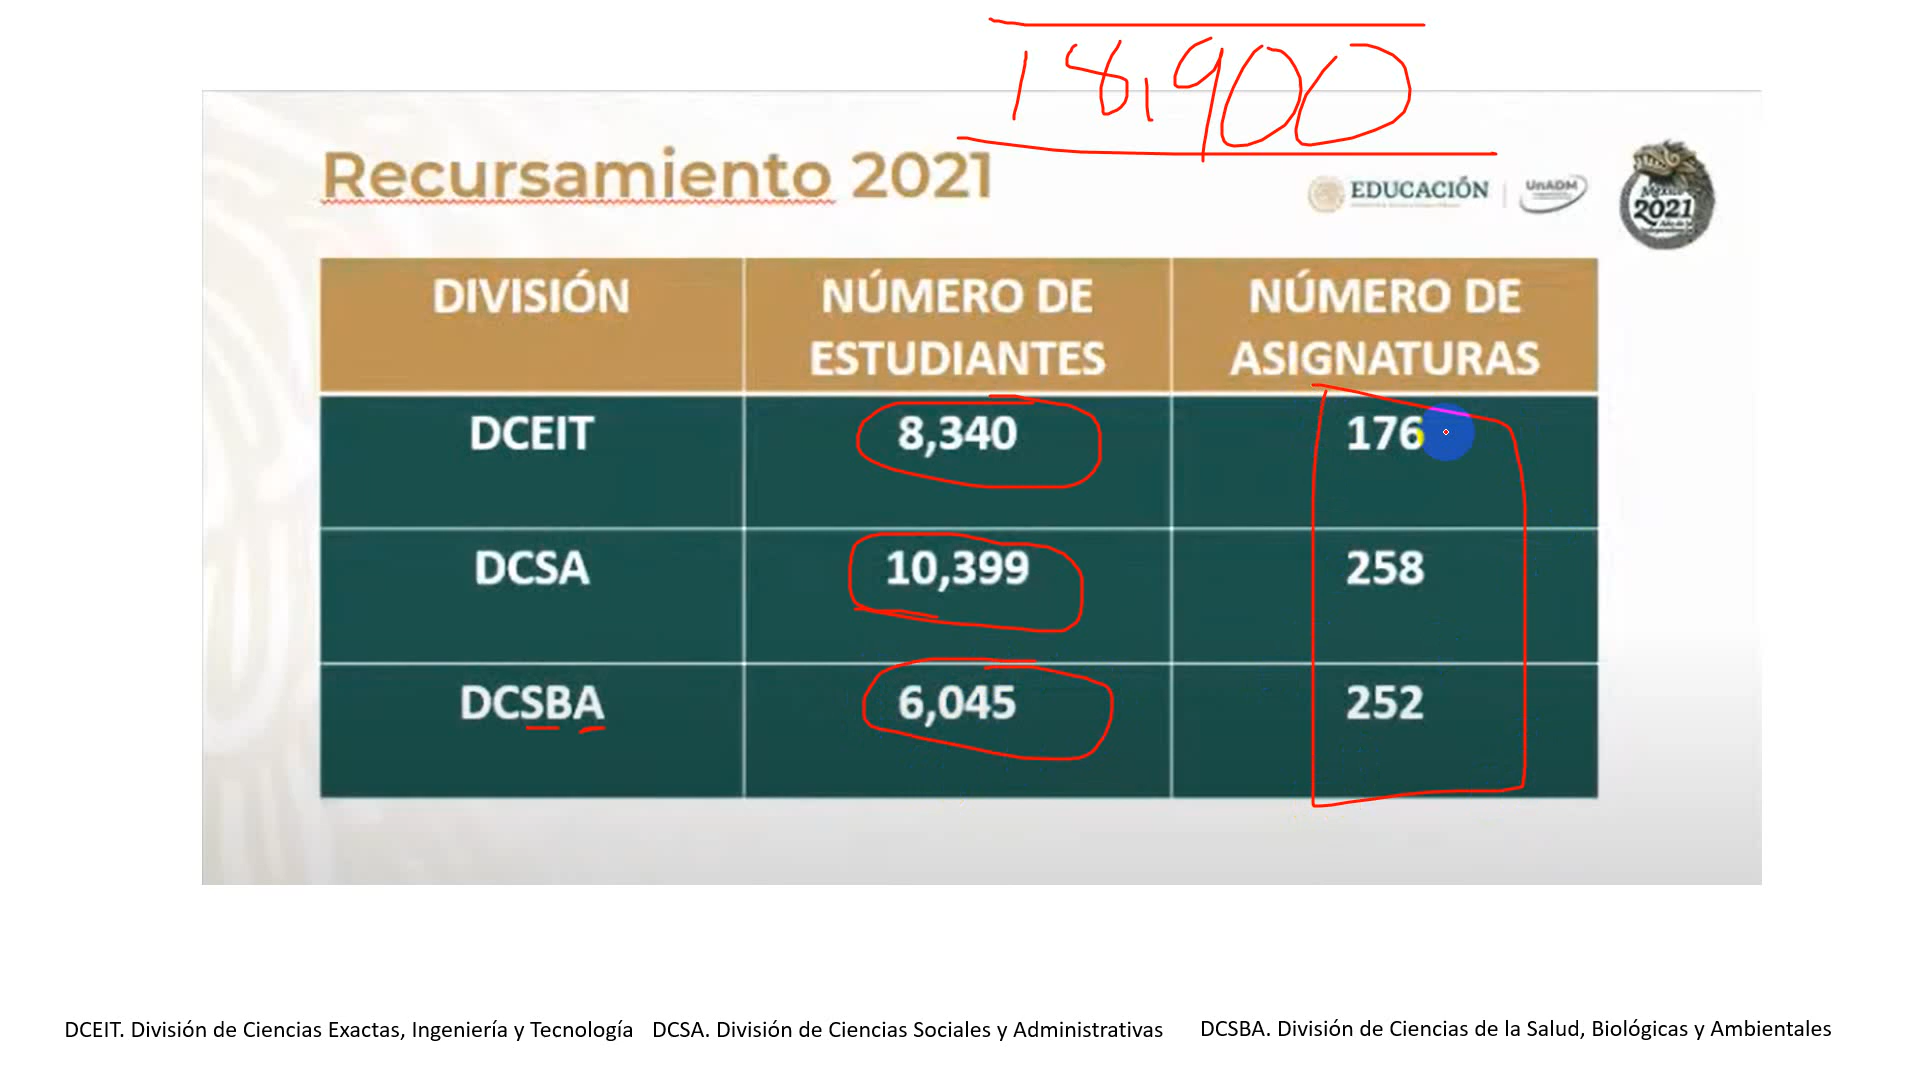 18,900
Recursamiento 2021
EDUCACIÓN
UnADM
México
2021
DIVISIÓN
NÚMERO DE
ESTUDIANTES
NÚMERO DE
ASIGNATURAS
DCEIT
8,340
176
DCSA
10,399
258
DCSBA
6,045
252
DCEIT. División de Ciencias Exactas, Ingeniería y Tecnología
DCSA. División de Ciencias Sociales y Administrativas
DCSBA. División de Ciencias de la Salud, Biológicas y Ambientales